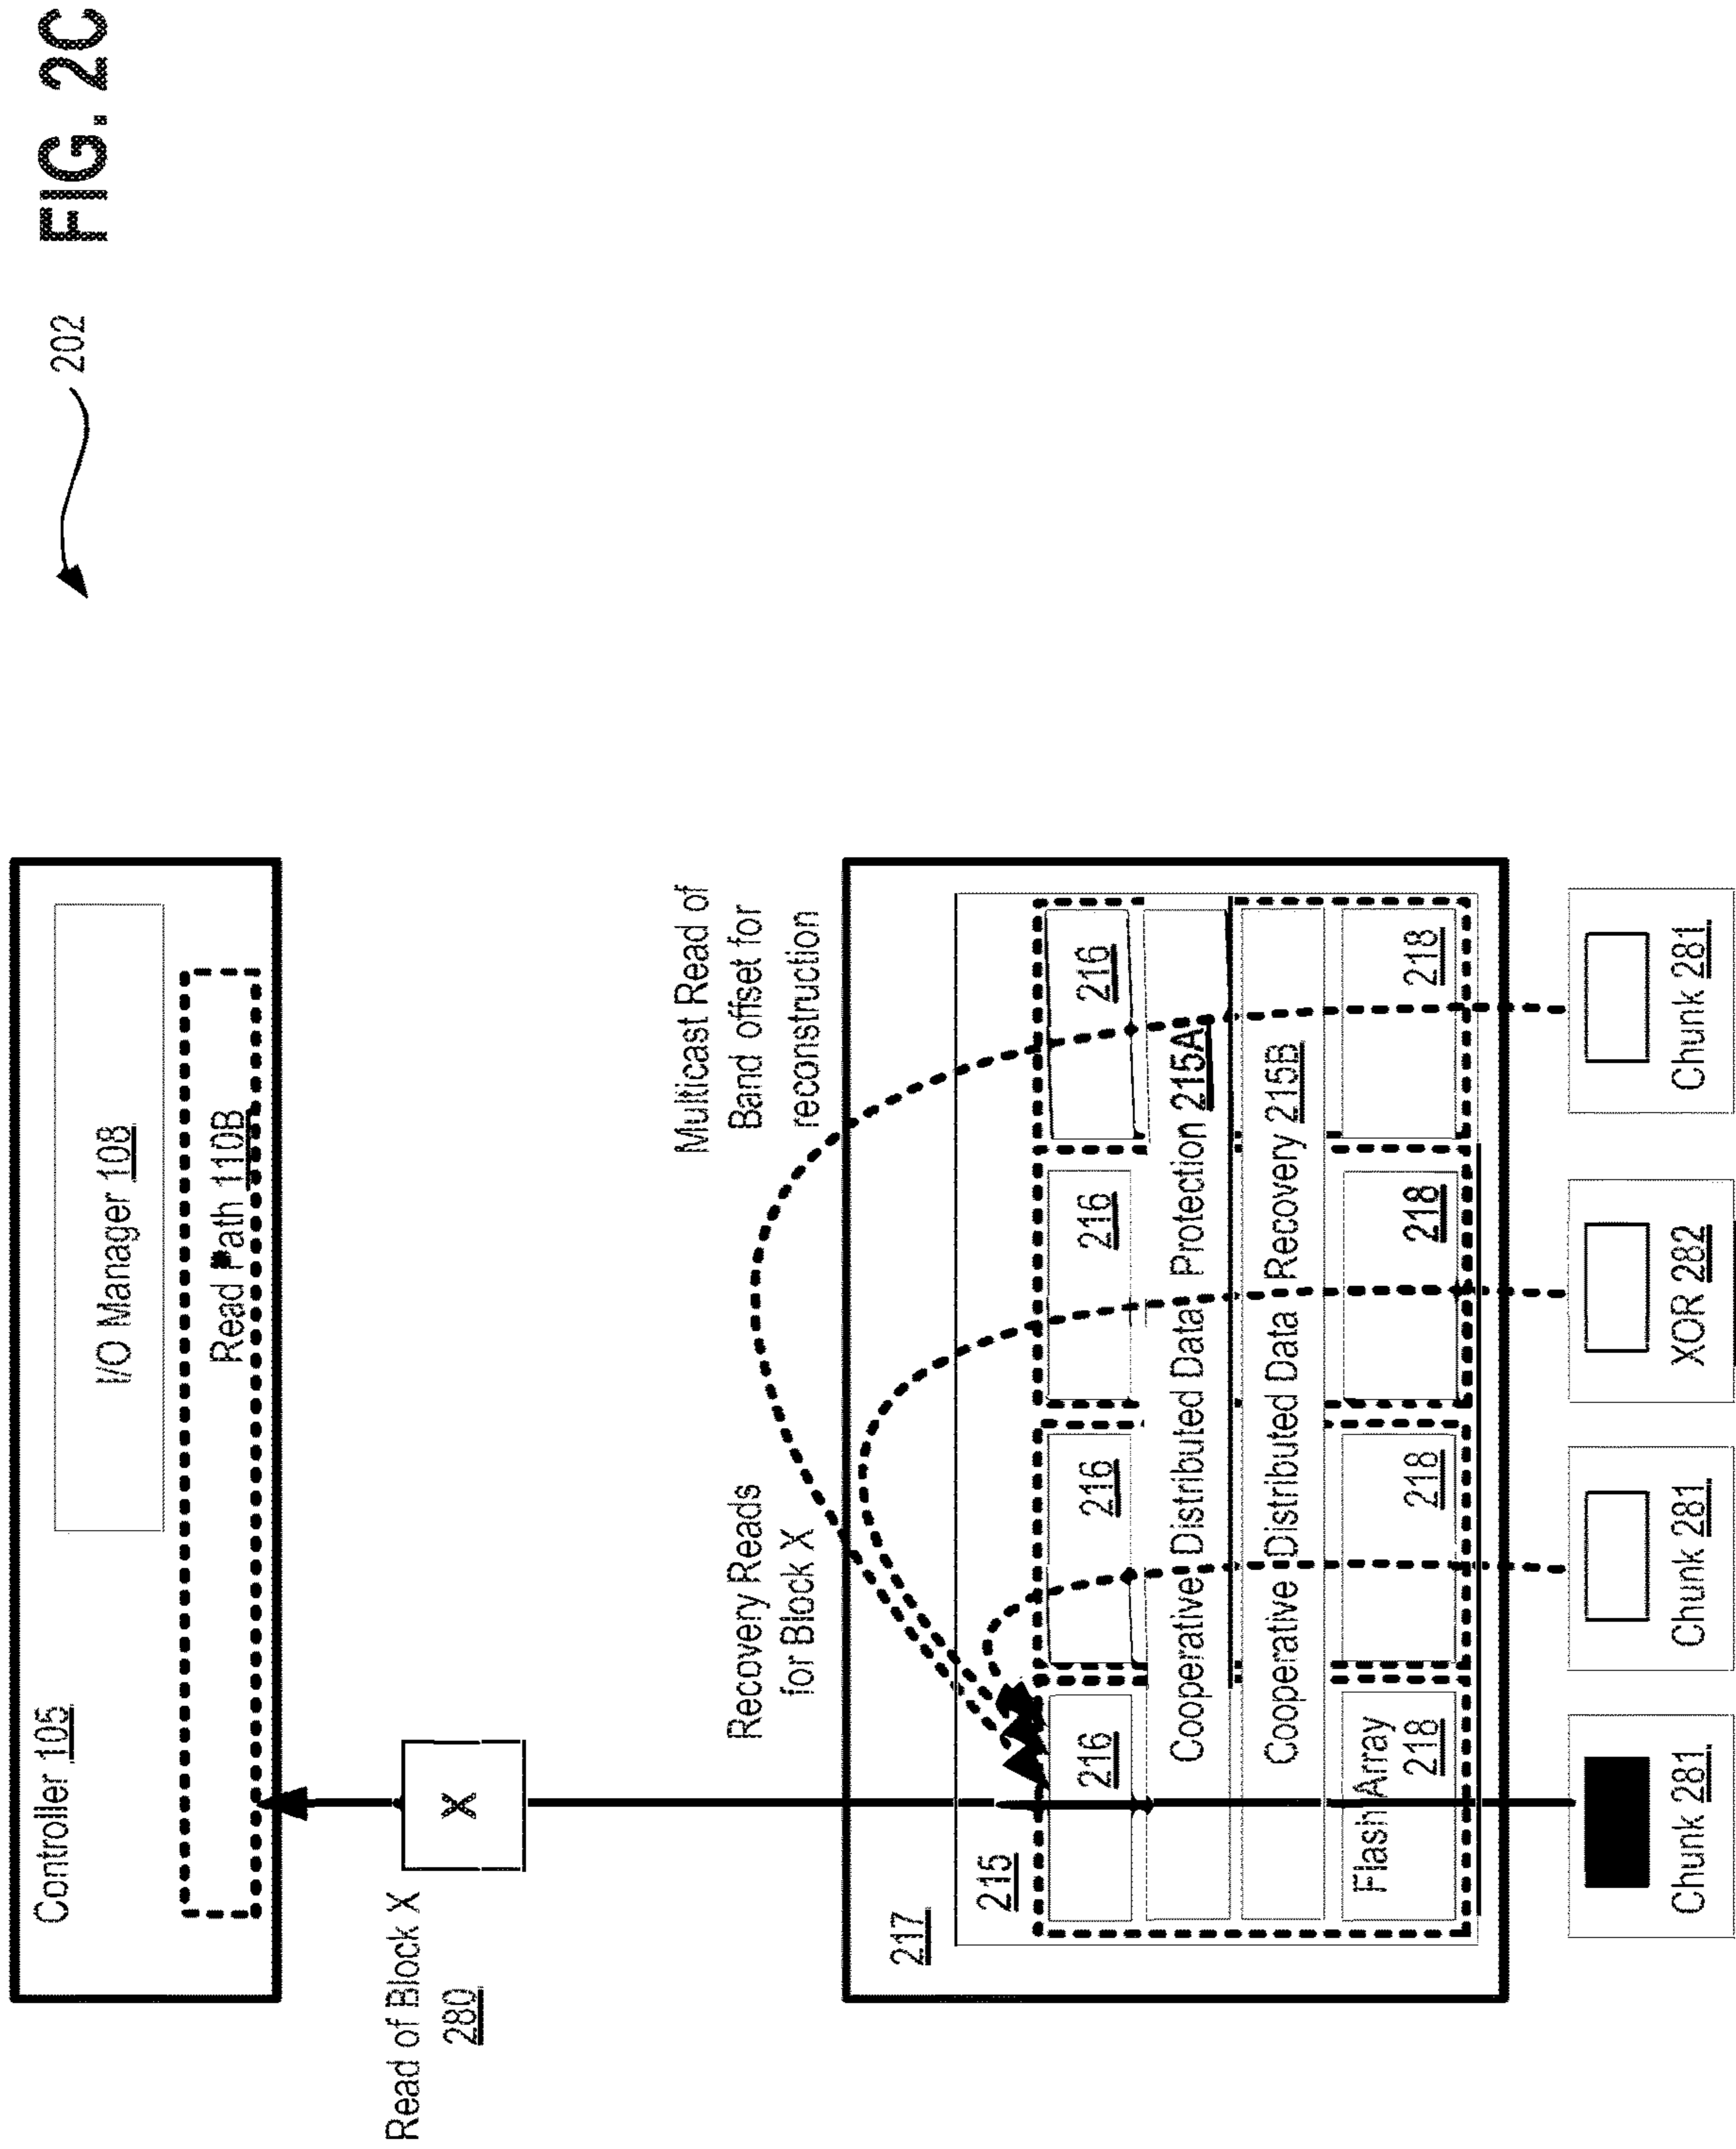 FIG. 2C
202
Controller 105
I/O Manager 108
Read Path 110B
Read of Block X
280
X
Recovery Reads
for Block X
Multicast Read of
Band offset for
reconstruction
217
215
216
216
216
216
Cooperative Distributed Data Protection 215A
Cooperative Distributed Data Recovery 215B
Flash Array
218
218
218
218
Chunk 281
Chunk 281
XOR 282
Chunk 281